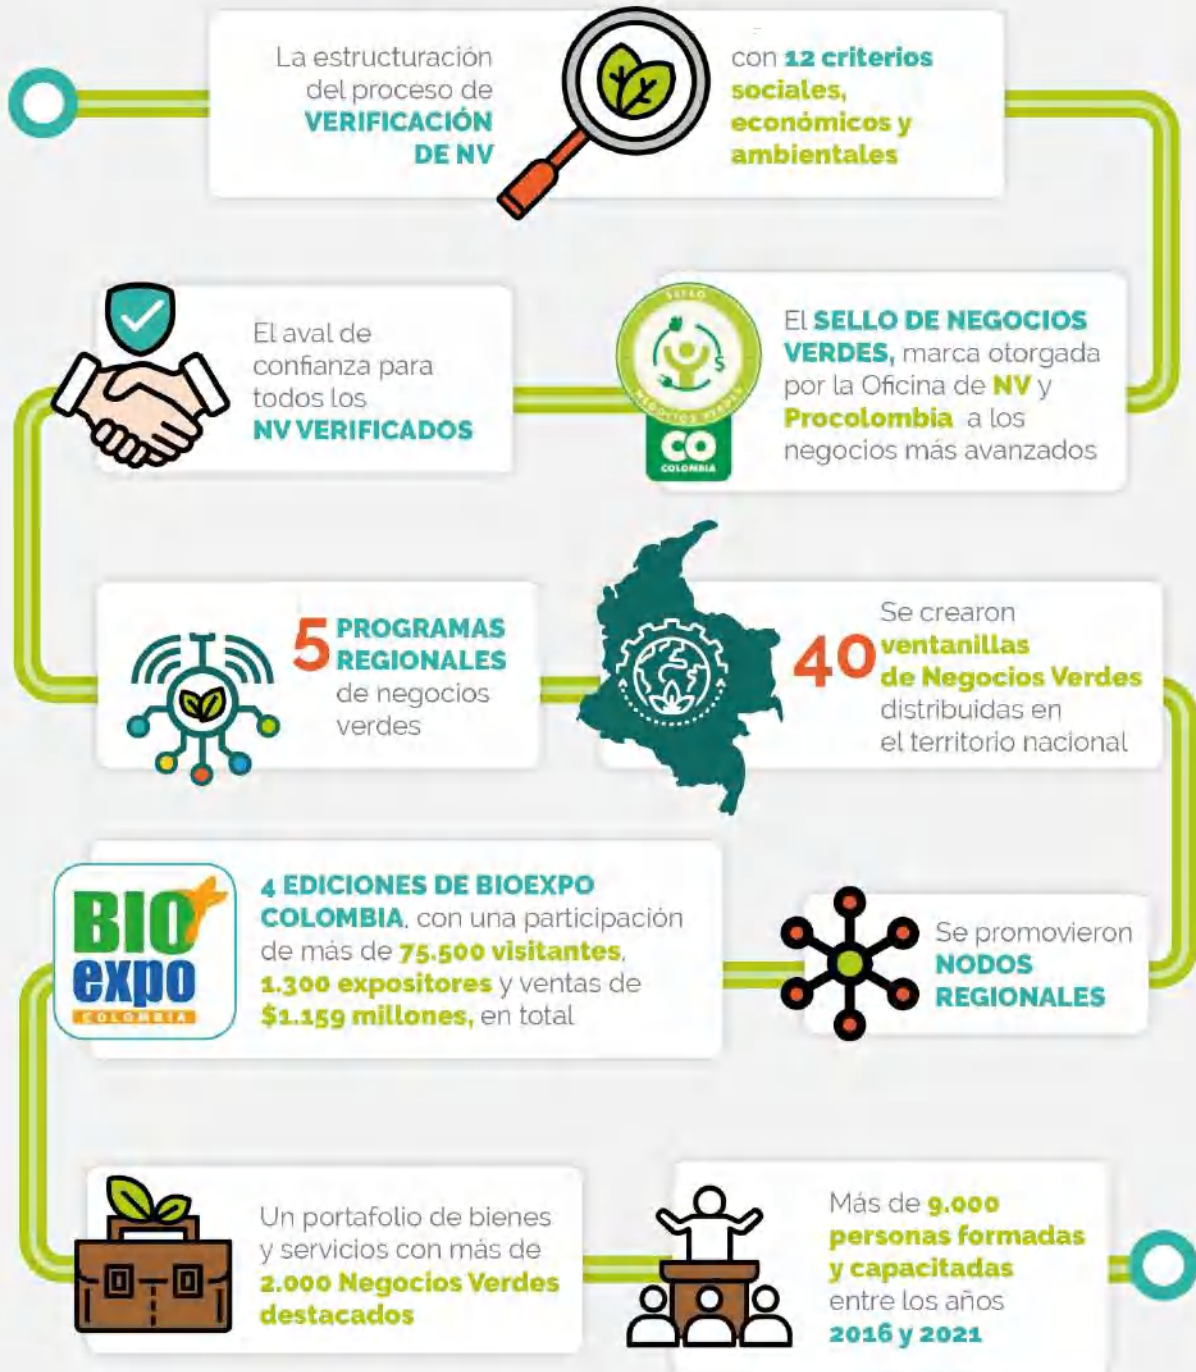 La estructuración
del proceso de
VERIFICACIÓN
DE NV
con 12 criterios
sociales,
económicos y
ambientales
SELLO
NEGOCIOS VERDES
CO
COLOMBIA
El SELLO DE NEGOCIOS
VERDES, marca otorgada
por la Oficina de NV y
Procolombia a los
negocios más avanzados
El aval de
confianza para
todos los
NV VERIFICADOS
5 PROGRAMAS
REGIONALES
de negocios
verdes
40
Se crearon
ventanillas
de Negocios Verdes
distribuidas en
el territorio nacional
Se promovieron
NODOS
REGIONALES
BIO
expo
COLOMBIA
4 EDICIONES DE BIOEXPO
COLOMBIA, con una participación
de más de 75.500 visitantes,
1.300 expositores y ventas de
$1.159 millones, en total
Un portafolio de bienes
y servicios con más de
2.000 Negocios Verdes
destacados
Más de 9.000
personas formadas
y capacitadas
entre los años
2016 y 2021